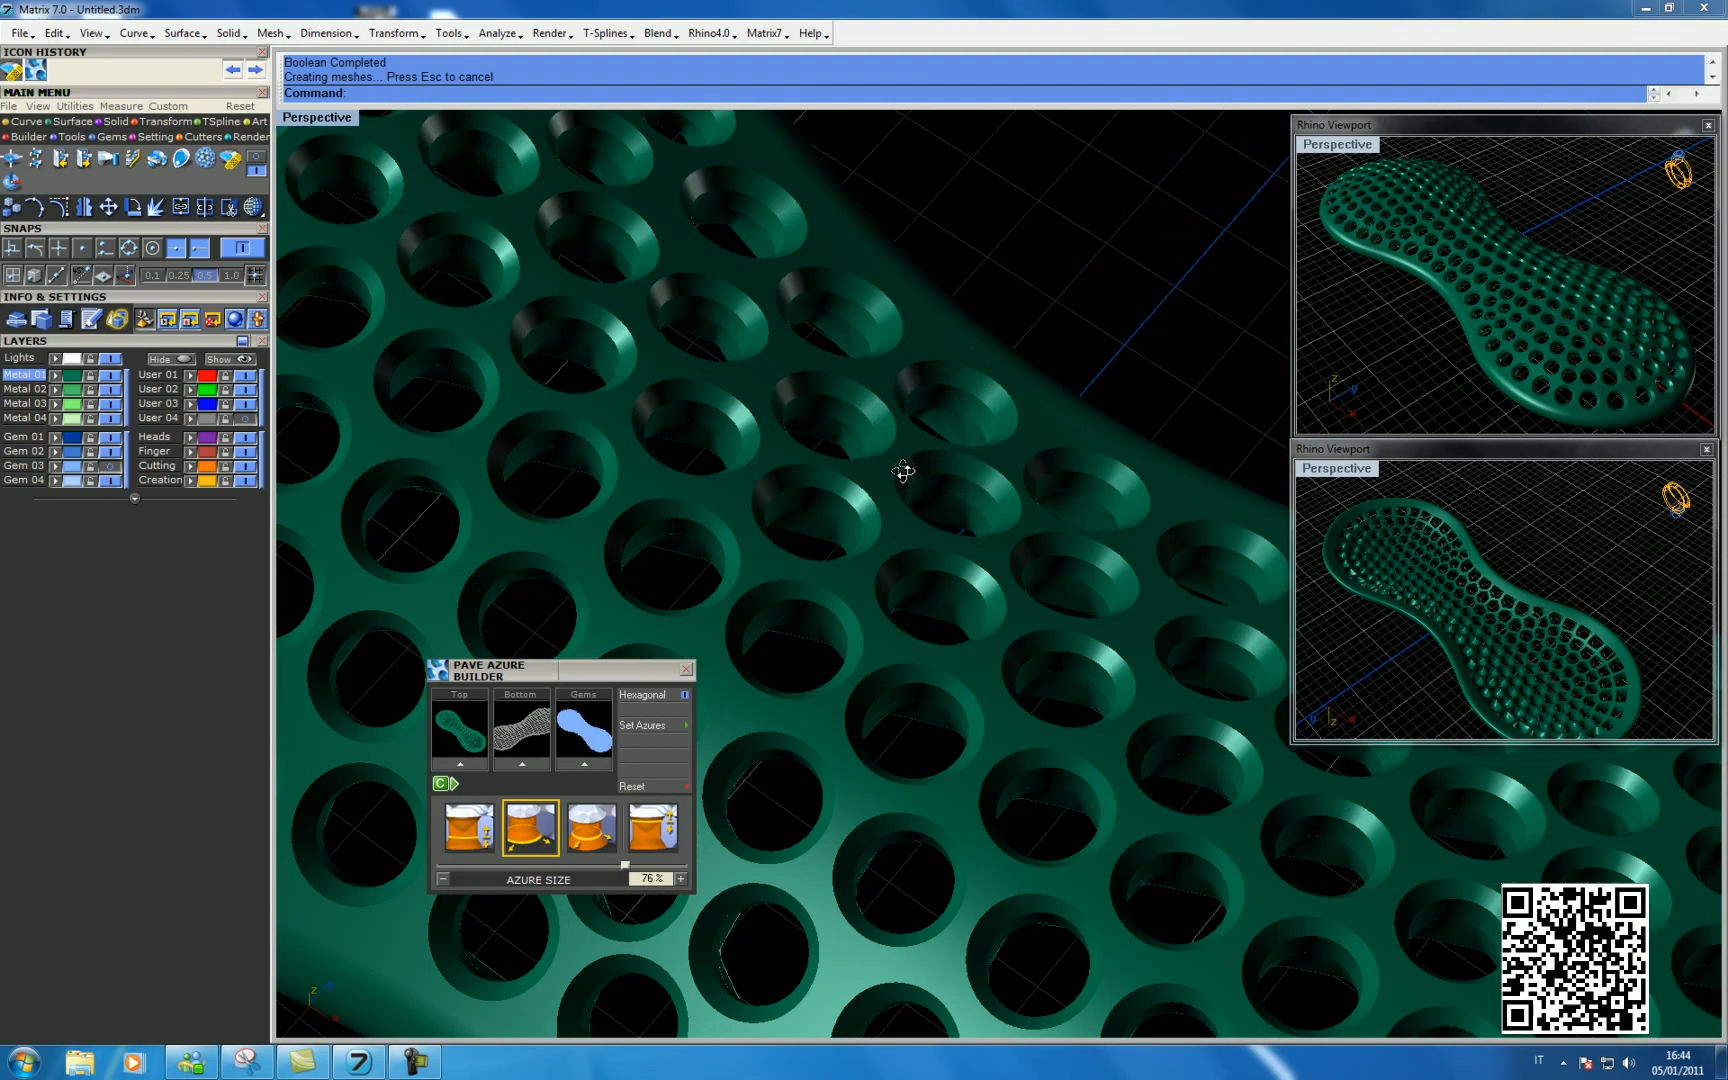 Matrix 7.0 - Untitled.3dm
File Edit View Curve Surface Solid Mesh Dimension Transform Tools Analyze Render T-Splines Blend Rhino4.0 Matrix7 Help
ICON HISTORY
MAIN MENU
File View Utilities Measure Custom Reset
Curve Surface Solid Transform TSpline Art
Builder Tools Gems Setting Cutters Render
SNAPS
0.1 0.25 0.5 1.0
INFO & SETTINGS
LAYERS
Lights Hide Show
Metal 01 User 01
Metal 02 User 02
Metal 03 User 03
Metal 04 User 04
Gem 01 Heads
Gem 02 Finger
Gem 03 Cutting
Gem 04 Creation
Boolean Completed
Creating meshes... Press Esc to cancel
Command:
Perspective
Rhino Viewport
Perspective
z
y
x
Rhino Viewport
Perspective
z
PAVE AZURE
BUILDER
Top Bottom Gems
Hexagonal
Set Azures
Reset
C
AZURE SIZE 76 %
z
x
IT
16:44
05/01/2011